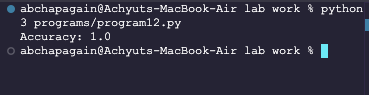 abchapagain@Achyuts-MacBook-Air lab work % python
3 programs/program12.py
Accuracy: 1.0
abchapagain@Achyuts-MacBook-Air lab work %